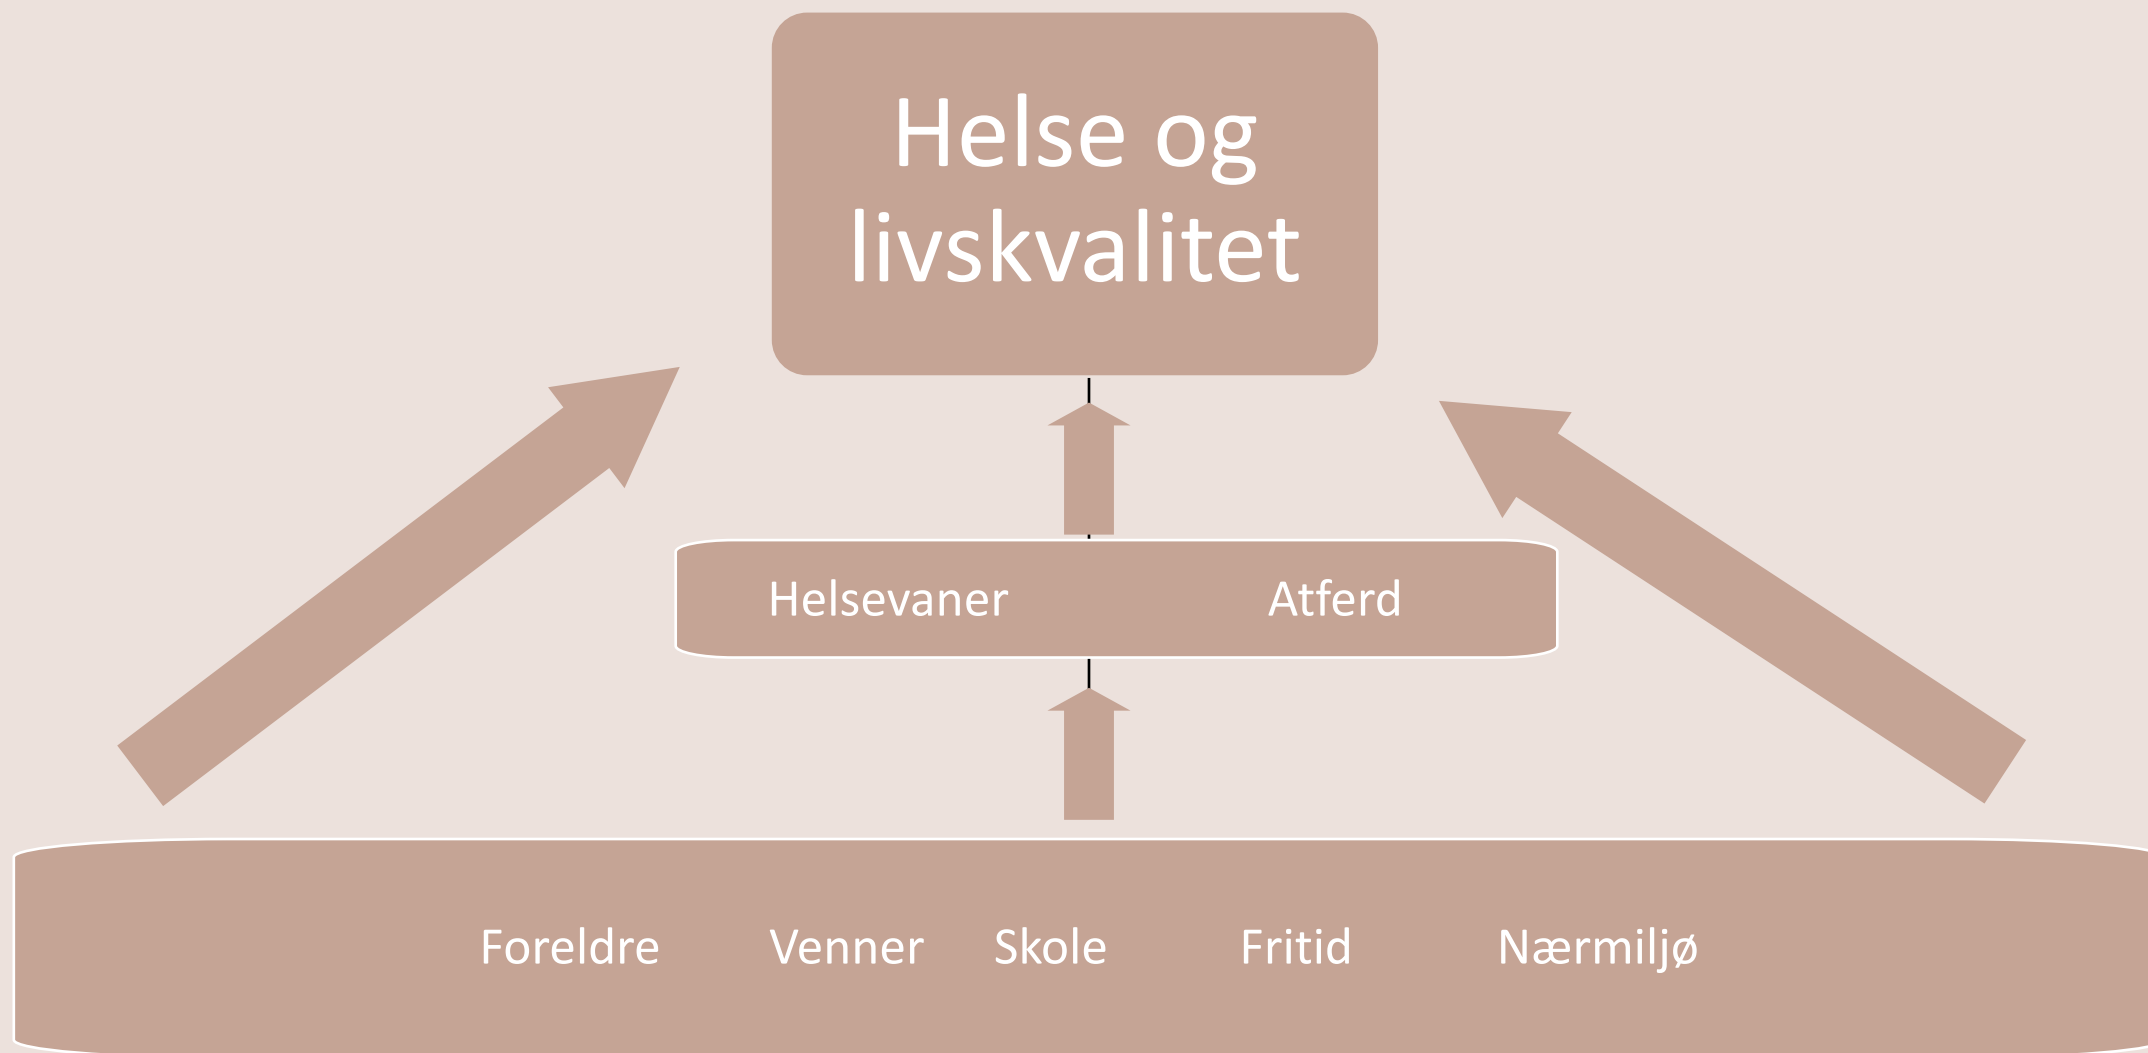 Helse og
livskvalitet
Helsevaner Atferd
Foreldre Venner Skole Fritid Nærmiljø